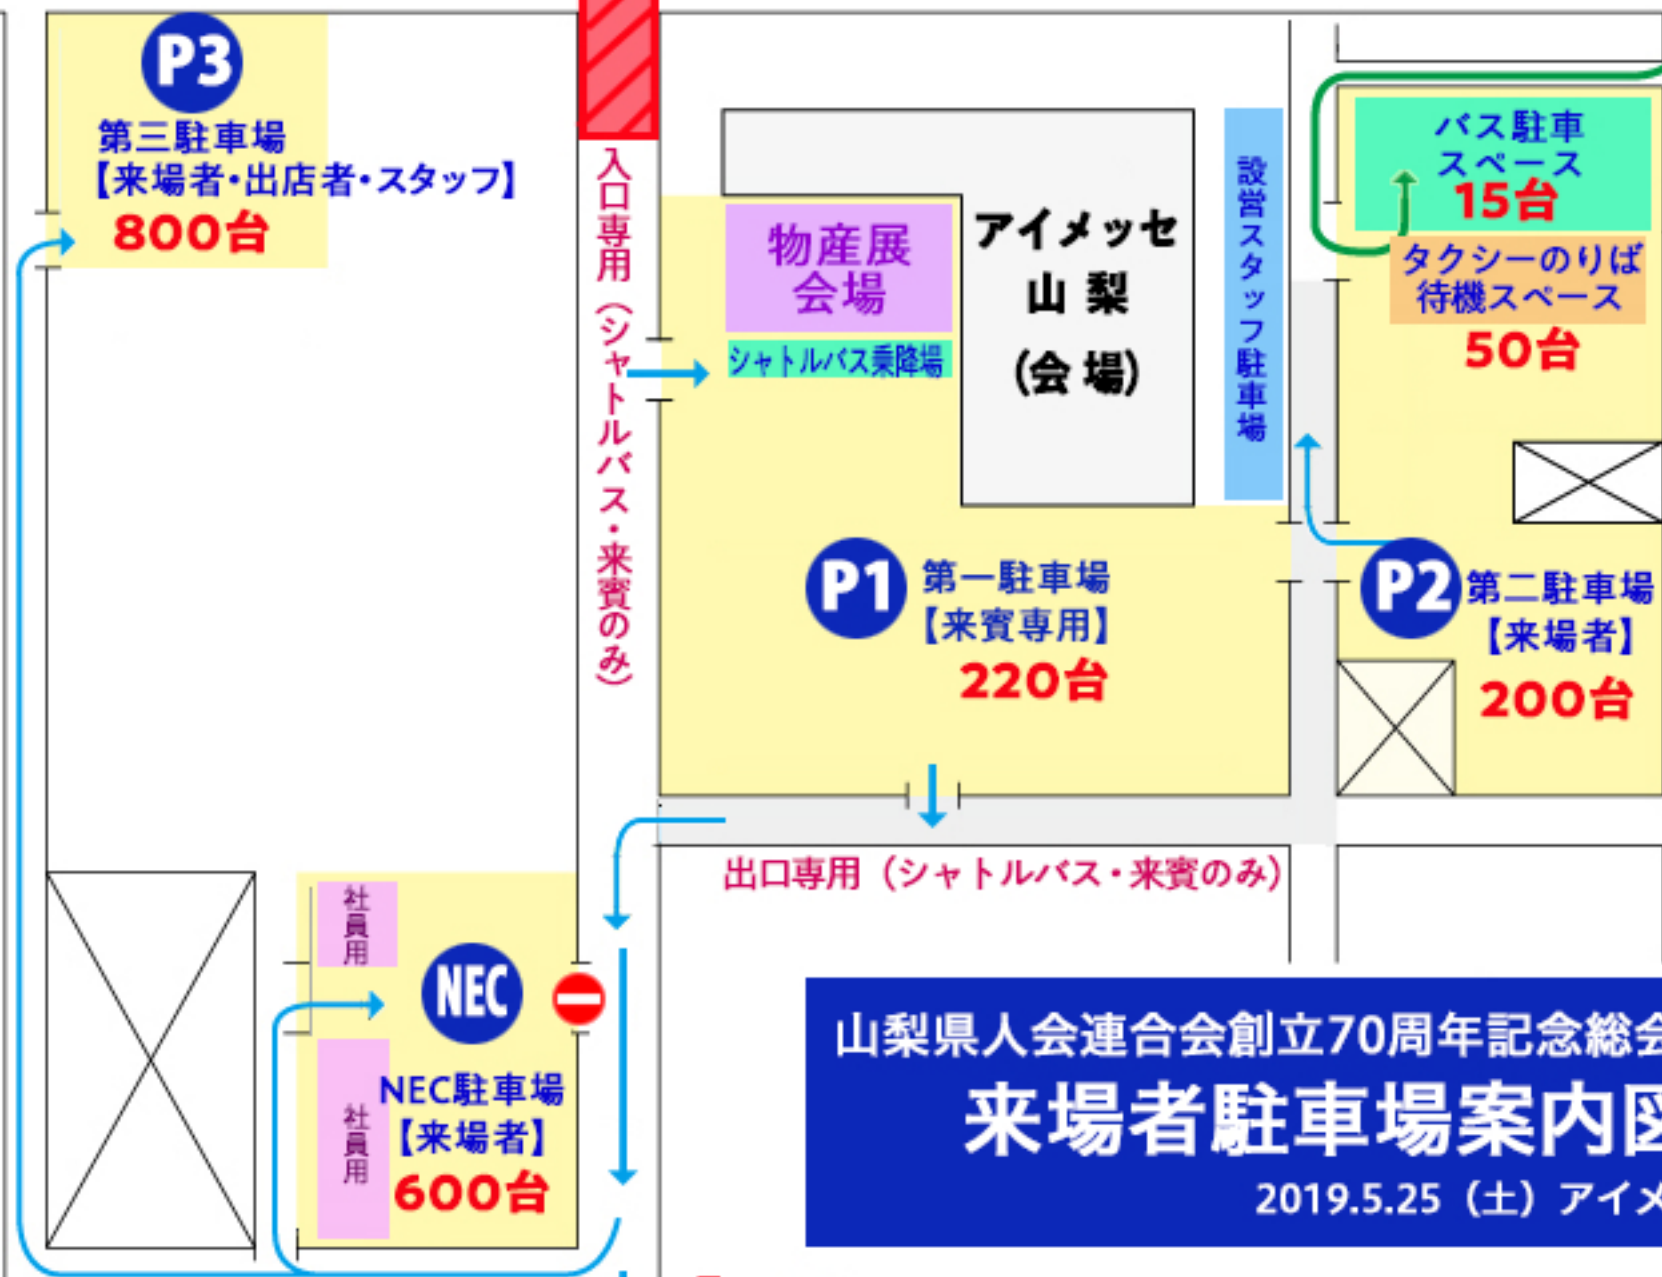 P3
第三駐車場
【来場者・出店者・スタッフ】
800台
入口専用（シャトルバス・来賓のみ）
物産展
会場
シャトルバス乗降場
アイメッセ
山梨
(会場)
設営スタッフ駐車場
バス駐車
スペース
15台
タクシーのりば
待機スペース
50台
P1
第一駐車場
【来賓専用】
220台
P2
第二駐車場
【来場者】
200台
出口専用（シャトルバス・来賓のみ）
社員用
NEC
NEC駐車場
【来場者】
600台
社員用
山梨県人会連合会創立70周年記念総会
来場者駐車場案内図
2019.5.25（土）アイメ